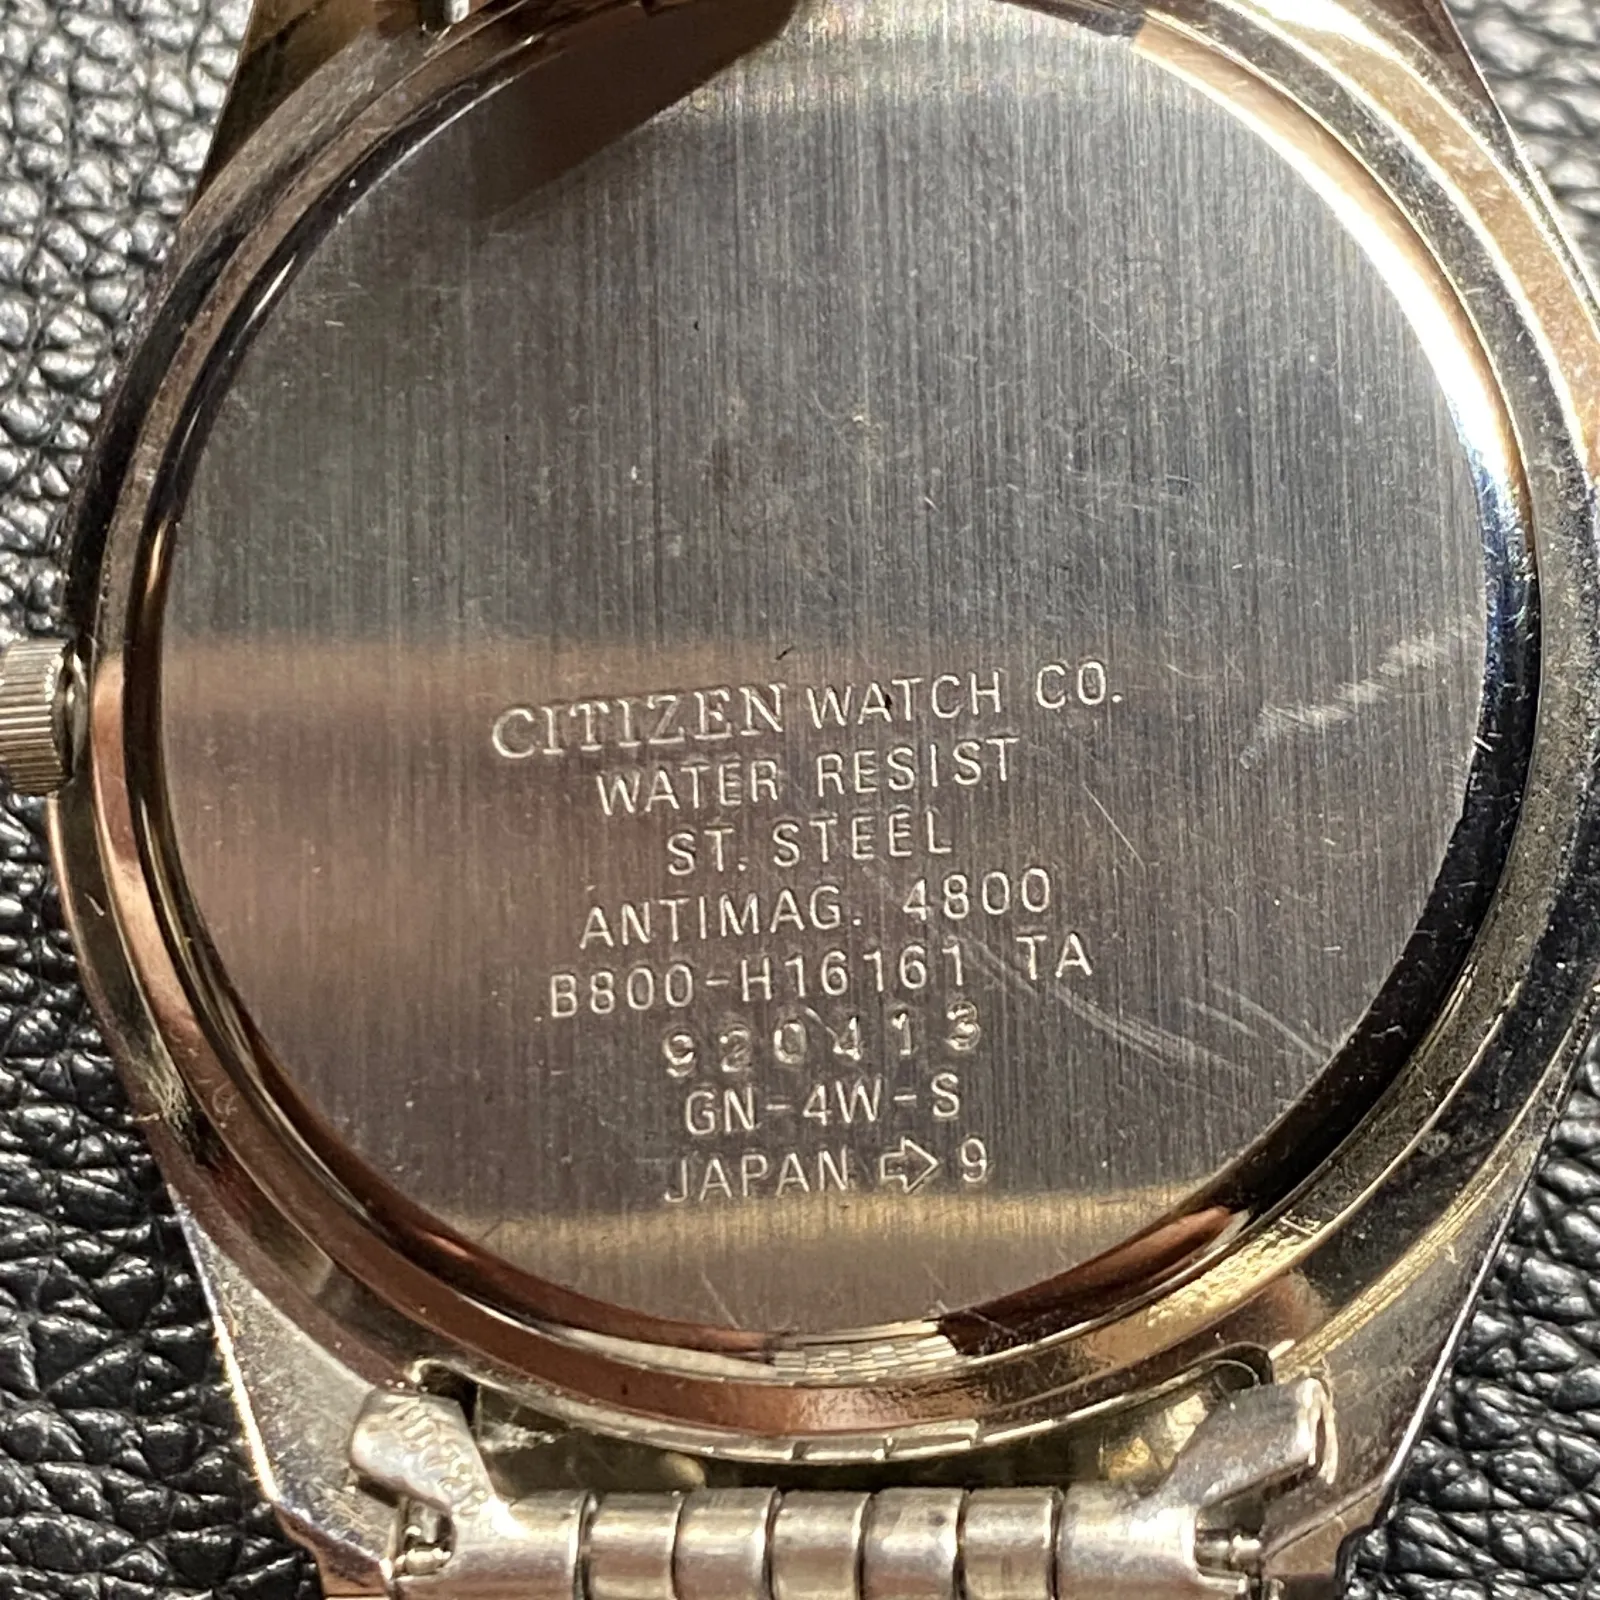 CITIZEN WATCH CO.
WATER RESIST
ST. STEEL
ANTIMAG. 4800
B800-H16161 TA
920413
GN-4W-S
JAPAN ⇨ 9